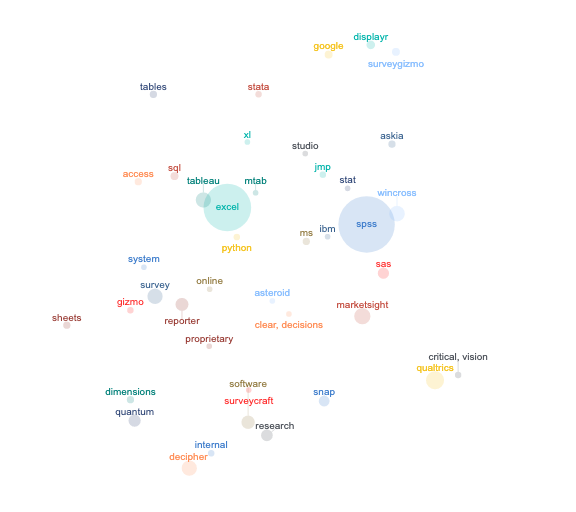 displayr
google
surveygizmo
tables
stata
xl
askia
studio
sql
jmp
access
tableau
mtab
stat
wincross
excel
spss
ms
ibm
python
system
sas
online
survey
asteroid
gizmo
marketsight
sheets
reporter
clear, decisions
proprietary
critical, vision
qualtrics
software
dimensions
snap
surveycraft
quantum
research
internal
decipher